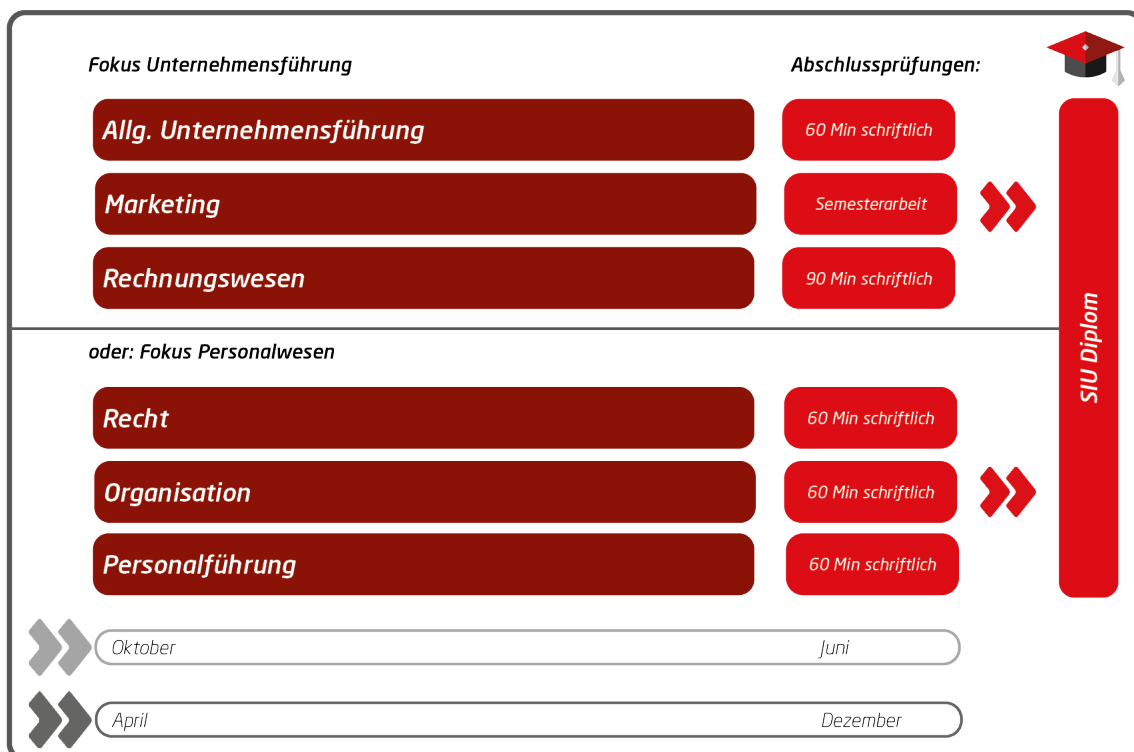 Fokus Unternehmensführung
Abschlussprüfungen:
Allg. Unternehmensführung
60 Min schriftlich
Marketing
Semesterarbeit
Rechnungswesen
90 Min schriftlich
oder: Fokus Personalwesen
Recht
60 Min schriftlich
Organisation
60 Min schriftlich
Personalführung
60 Min schriftlich
SIU Diplom
Oktober
Juni
April
Dezember